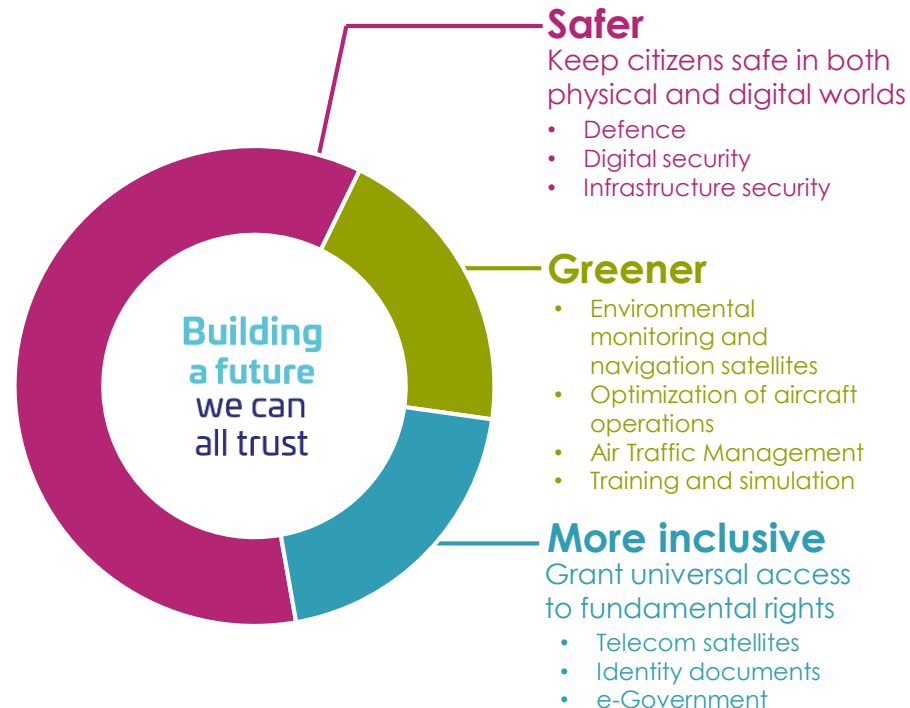 Safer
Keep citizens safe in both
physical and digital worlds
• Defence
• Digital security
• Infrastructure security
Building
a future
we can
all trust
Greener
• Environmental
monitoring and
navigation satellites
• Optimization of aircraft
operations
• Air Traffic Management
• Training and simulation
More inclusive
Grant universal access
to fundamental rights
• Telecom satellites
• Identity documents
• e-Government